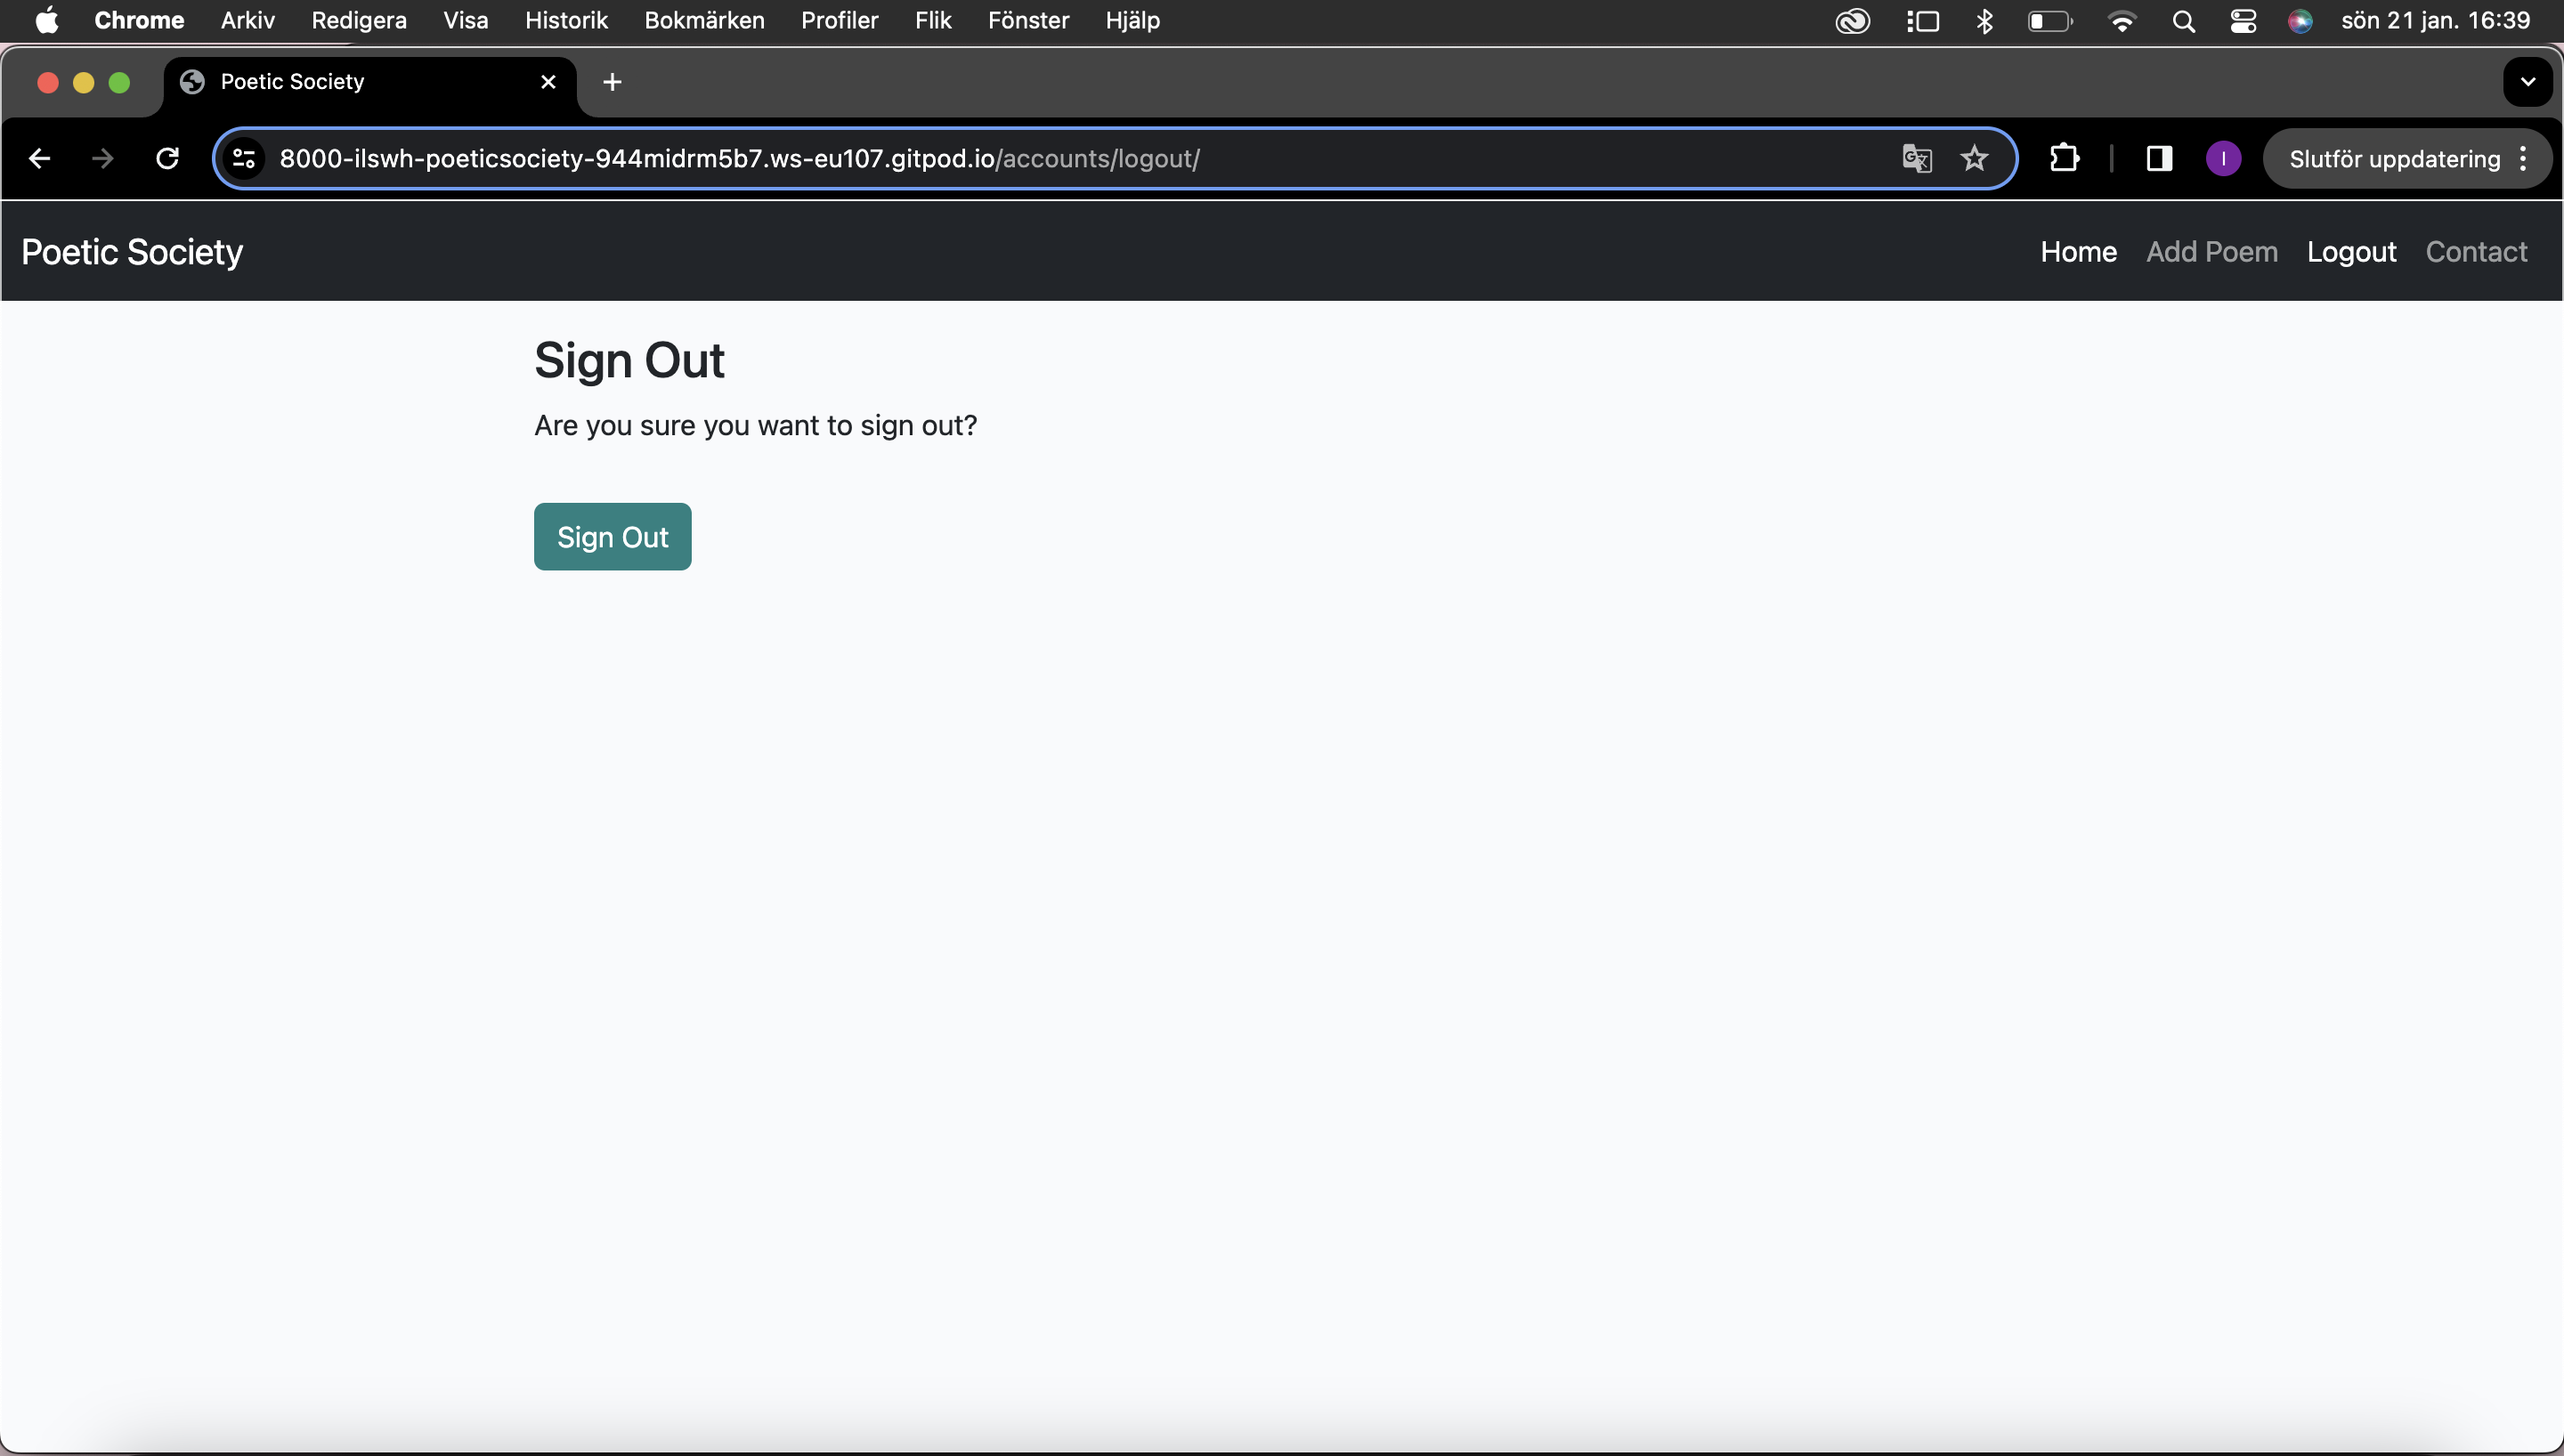 Chrome Arkiv Redigera Visa Historik Bokmärken Profiler Flik Fönster Hjälp sön 21 jan. 16:39
Poetic Society
8000-ilswh-poeticsociety-944midrm5b7.ws-eu107.gitpod.io/accounts/logout/ I Slutför uppdatering
Poetic Society Home Add Poem Logout Contact
Sign Out
Are you sure you want to sign out?
Sign Out